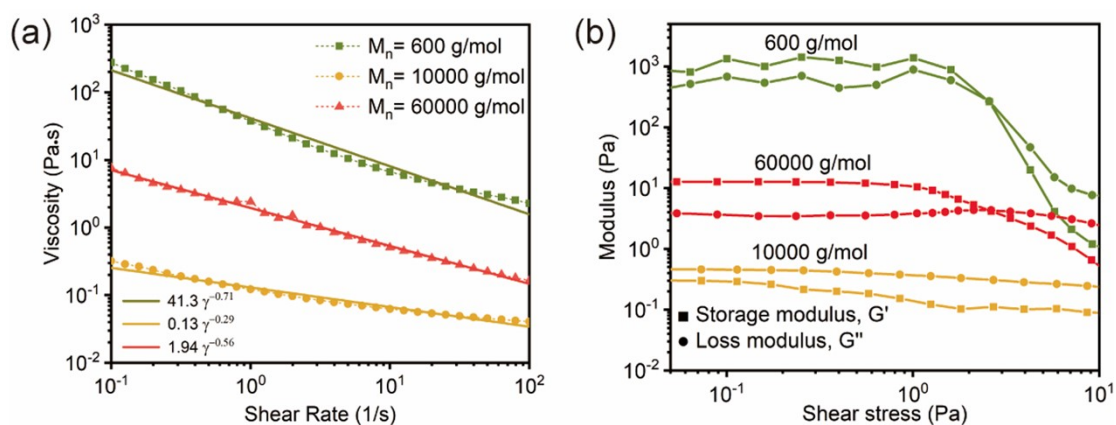 (a)
10³
10²
10¹
10⁰
10⁻¹
10⁻²
Viscosity (Pa.s)
Mₙ= 600 g/mol
Mₙ= 10000 g/mol
Mₙ= 60000 g/mol
41.3 γ⁻⁰·⁷¹
0.13 γ⁻⁰·²⁹
1.94 γ⁻⁰·⁵⁶
10⁻¹ 10⁰ 10¹ 10²
Shear Rate (1/s)
(b)
10³
10²
10¹
10⁰
10⁻¹
10⁻²
Modulus (Pa)
600 g/mol
60000 g/mol
10000 g/mol
Storage modulus, G'
Loss modulus, G"
10⁻¹ 10⁰ 10¹
Shear stress (Pa)